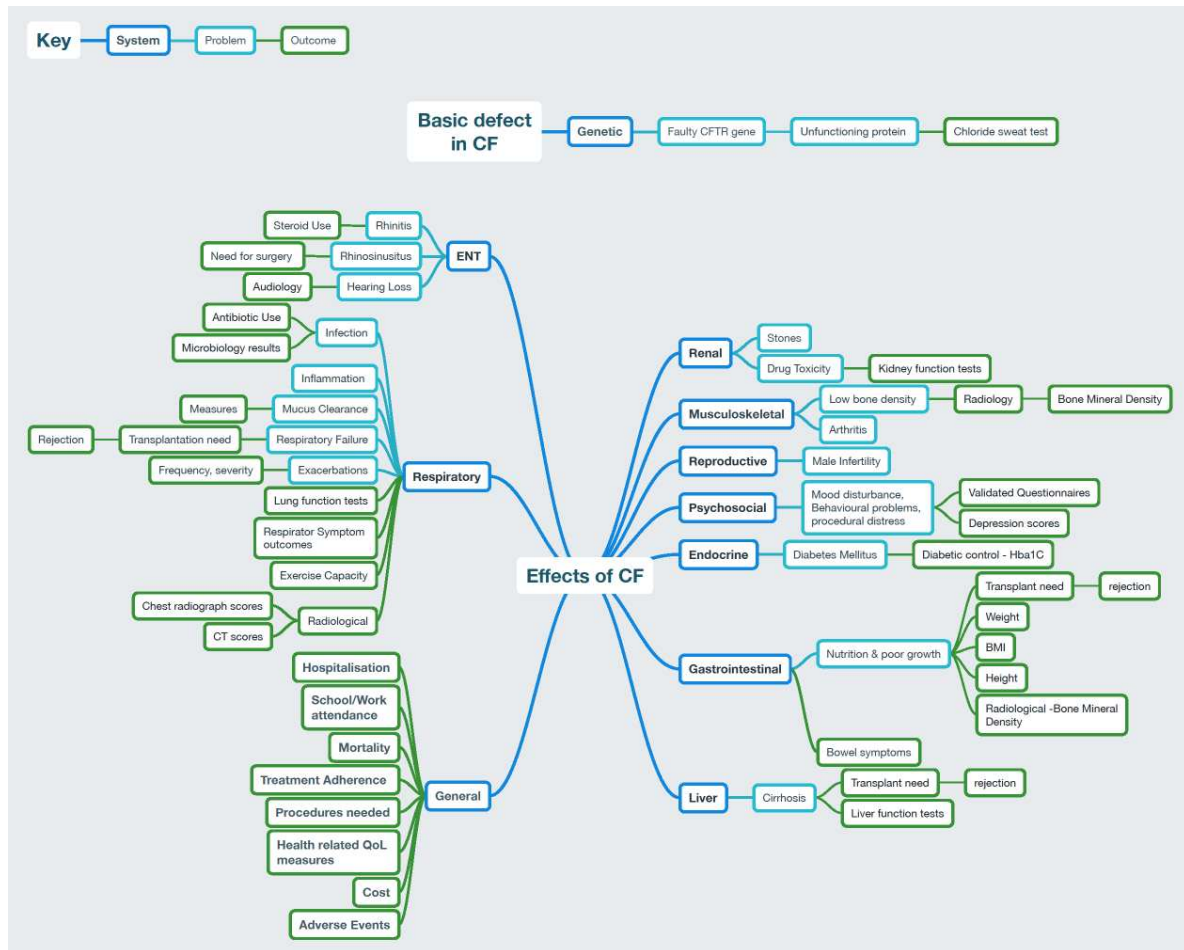 Key
System
Problem
Outcome
Basic defect
in CF
Genetic
Faulty CFTR gene
Unfunctioning protein
Chloride sweat test
Steroid Use
Rhinitis
Need for surgery
Rhinosinusitus
ENT
Audiology
Hearing Loss
Antibiotic Use
Infection
Microbiology results
Inflammation
Measures
Mucus Clearance
Rejection
Transplantation need
Respiratory Failure
Frequency, severity
Exacerbations
Respiratory
Lung function tests
Respirator Symptom
outcomes
Exercise Capacity
Chest radiograph scores
Radiological
CT scores
Hospitalisation
School/Work
attendance
Mortality
Treatment Adherence
General
Procedures needed
Health related QoL
measures
Cost
Adverse Events
Effects of CF
Renal
Stones
Drug Toxicity
Kidney function tests
Musculoskeletal
Low bone density
Radiology
Bone Mineral Density
Arthritis
Reproductive
Male Infertility
Psychosocial
Mood disturbance,
Behavioural problems,
procedural distress
Validated Questionnaires
Depression scores
Endocrine
Diabetes Mellitus
Diabetic control - Hba1C
Gastrointestinal
Nutrition & poor growth
Transplant need
rejection
Weight
BMI
Height
Radiological -Bone Mineral
Density
Bowel symptoms
Liver
Cirrhosis
Transplant need
rejection
Liver function tests